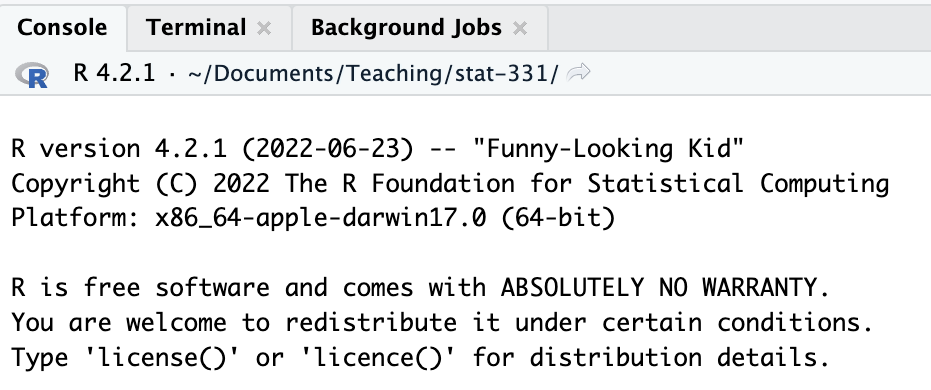 Console Terminal Background Jobs
R R 4.2.1 · ~/Documents/Teaching/stat-331/
R version 4.2.1 (2022-06-23) -- "Funny-Looking Kid"
Copyright (C) 2022 The R Foundation for Statistical Computing
Platform: x86_64-apple-darwin17.0 (64-bit)
R is free software and comes with ABSOLUTELY NO WARRANTY.
You are welcome to redistribute it under certain conditions.
Type 'license()' or 'licence()' for distribution details.